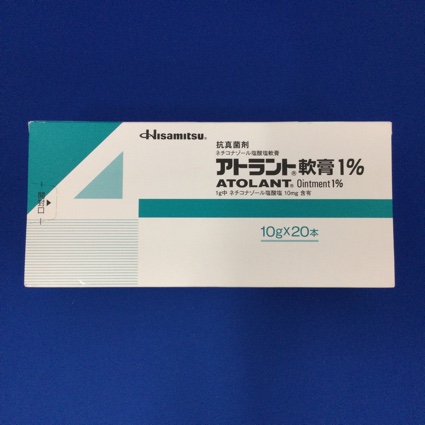 Hisamitsu
抗真菌剤
ネチコナゾール塩酸塩軟膏
アトラント®軟膏1%
ATOLANT® Ointment 1%
1g中 ネチコナゾール塩酸塩 10mg 含有
10g×20本
開封口